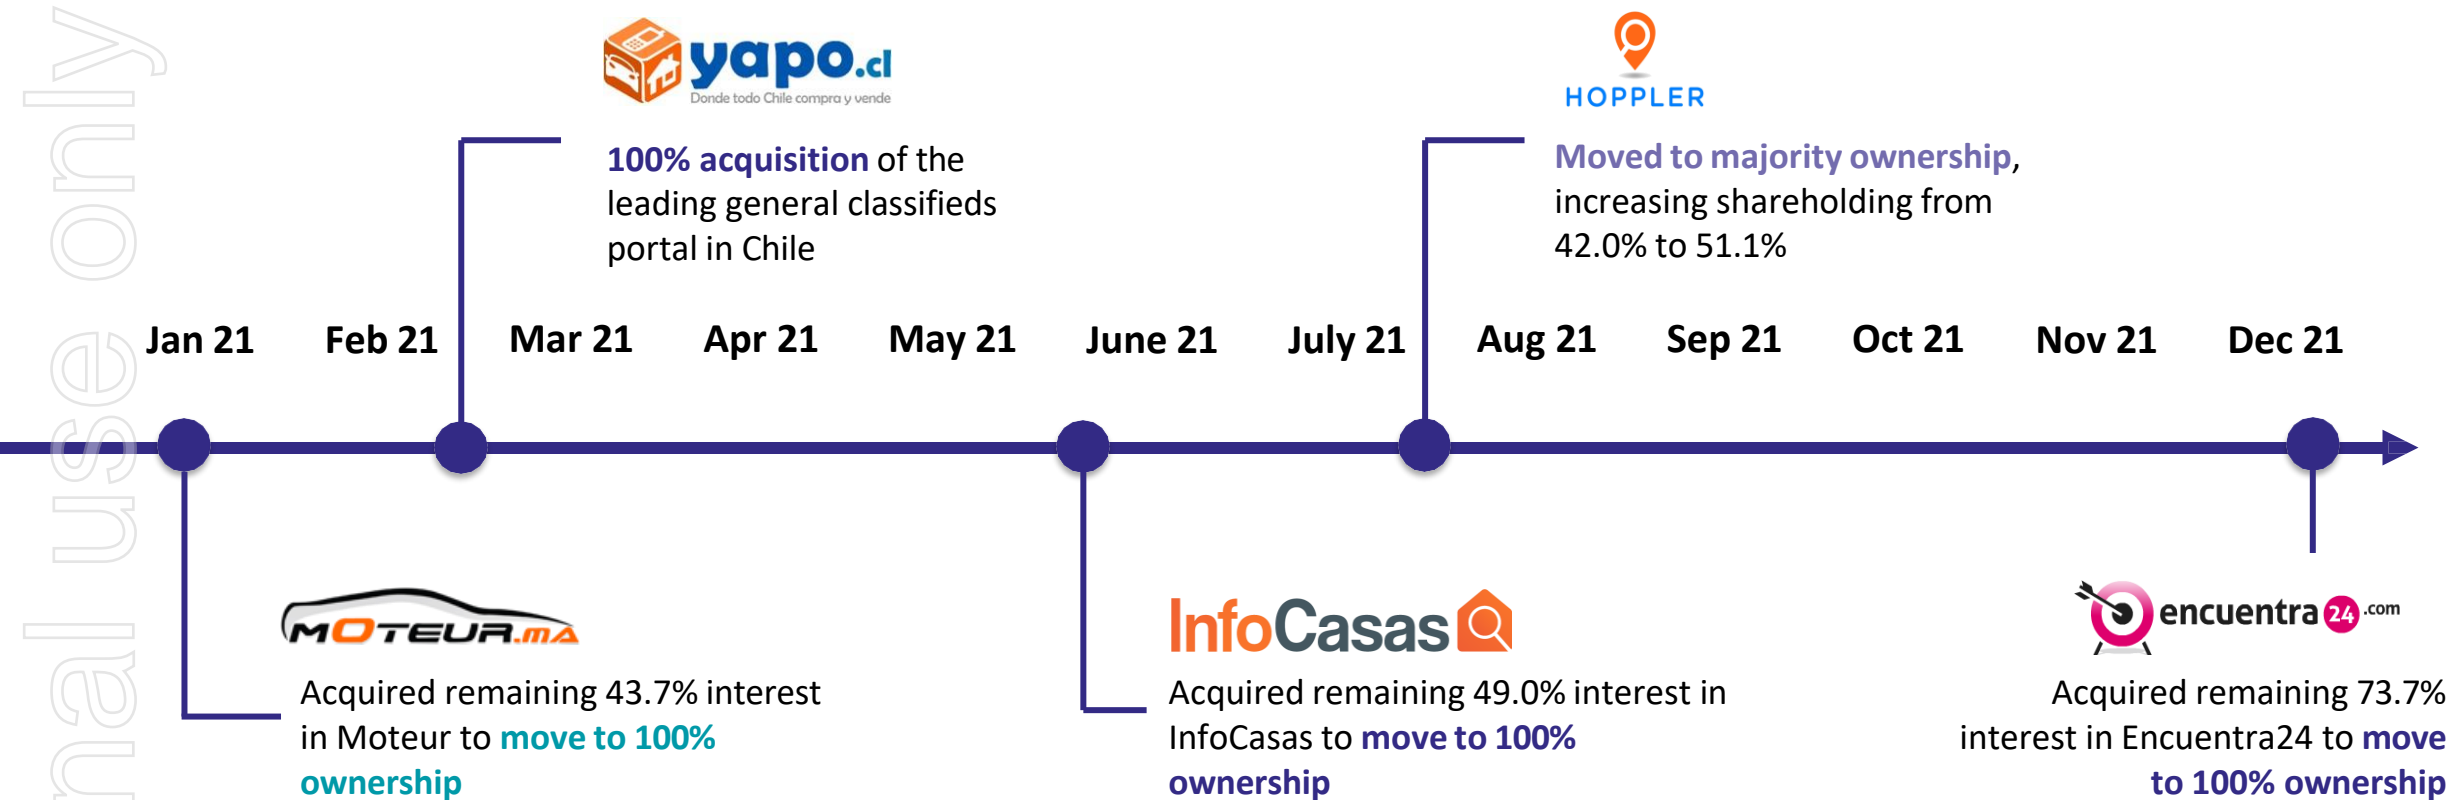 yapo.cl
Donde todo Chile compra y vende
100% acquisition of the
leading general classifieds
portal in Chile
HOPPLER
Moved to majority ownership,
increasing shareholding from
42.0% to 51.1%
Jan 21 Feb 21 Mar 21 Apr 21 May 21 June 21 July 21 Aug 21 Sep 21 Oct 21 Nov 21 Dec 21
MOTEUR.MA
Acquired remaining 43.7% interest
in Moteur to move to 100%
ownership
InfoCasas
Acquired remaining 49.0% interest in
InfoCasas to move to 100%
ownership
encuentra24.com
Acquired remaining 73.7%
interest in Encuentra24 to move
to 100% ownership
nal use only